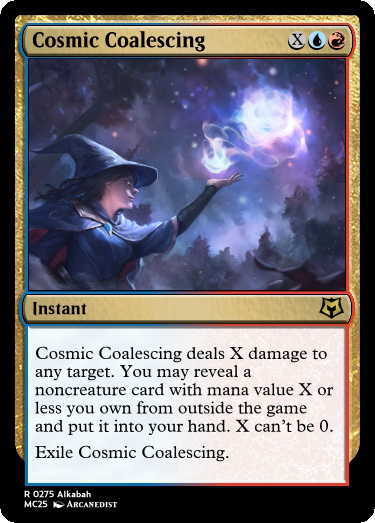 Cosmic Coalescing X
Instant
Cosmic Coalescing deals X damage to
any target. You may reveal a
noncreature card with mana value X or
less you own from outside the game
and put it into your hand. X can't be 0.
Exile Cosmic Coalescing.
R 0275 Alkabah
MC25 Arcanedist